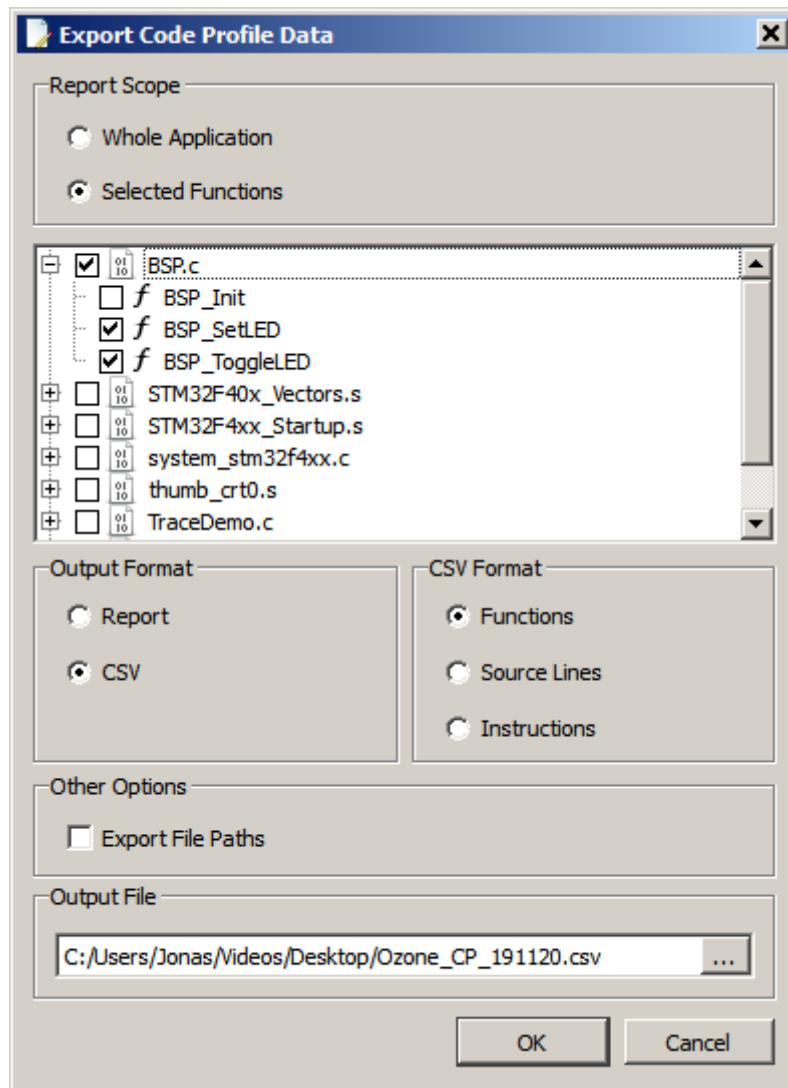 Export Code Profile Data
Report Scope
Whole Application
Selected Functions
BSP.c
f BSP_Init
f BSP_SetLED
f BSP_ToggleLED
STM32F40x_Vectors.s
STM32F4xx_Startup.s
system_stm32f4xx.c
thumb_crt0.s
TraceDemo.c
Output Format
Report
CSV
CSV Format
Functions
Source Lines
Instructions
Other Options
Export File Paths
Output File
C:/Users/Jonas/Videos/Desktop/Ozone_CP_191120.csv ...
OK Cancel